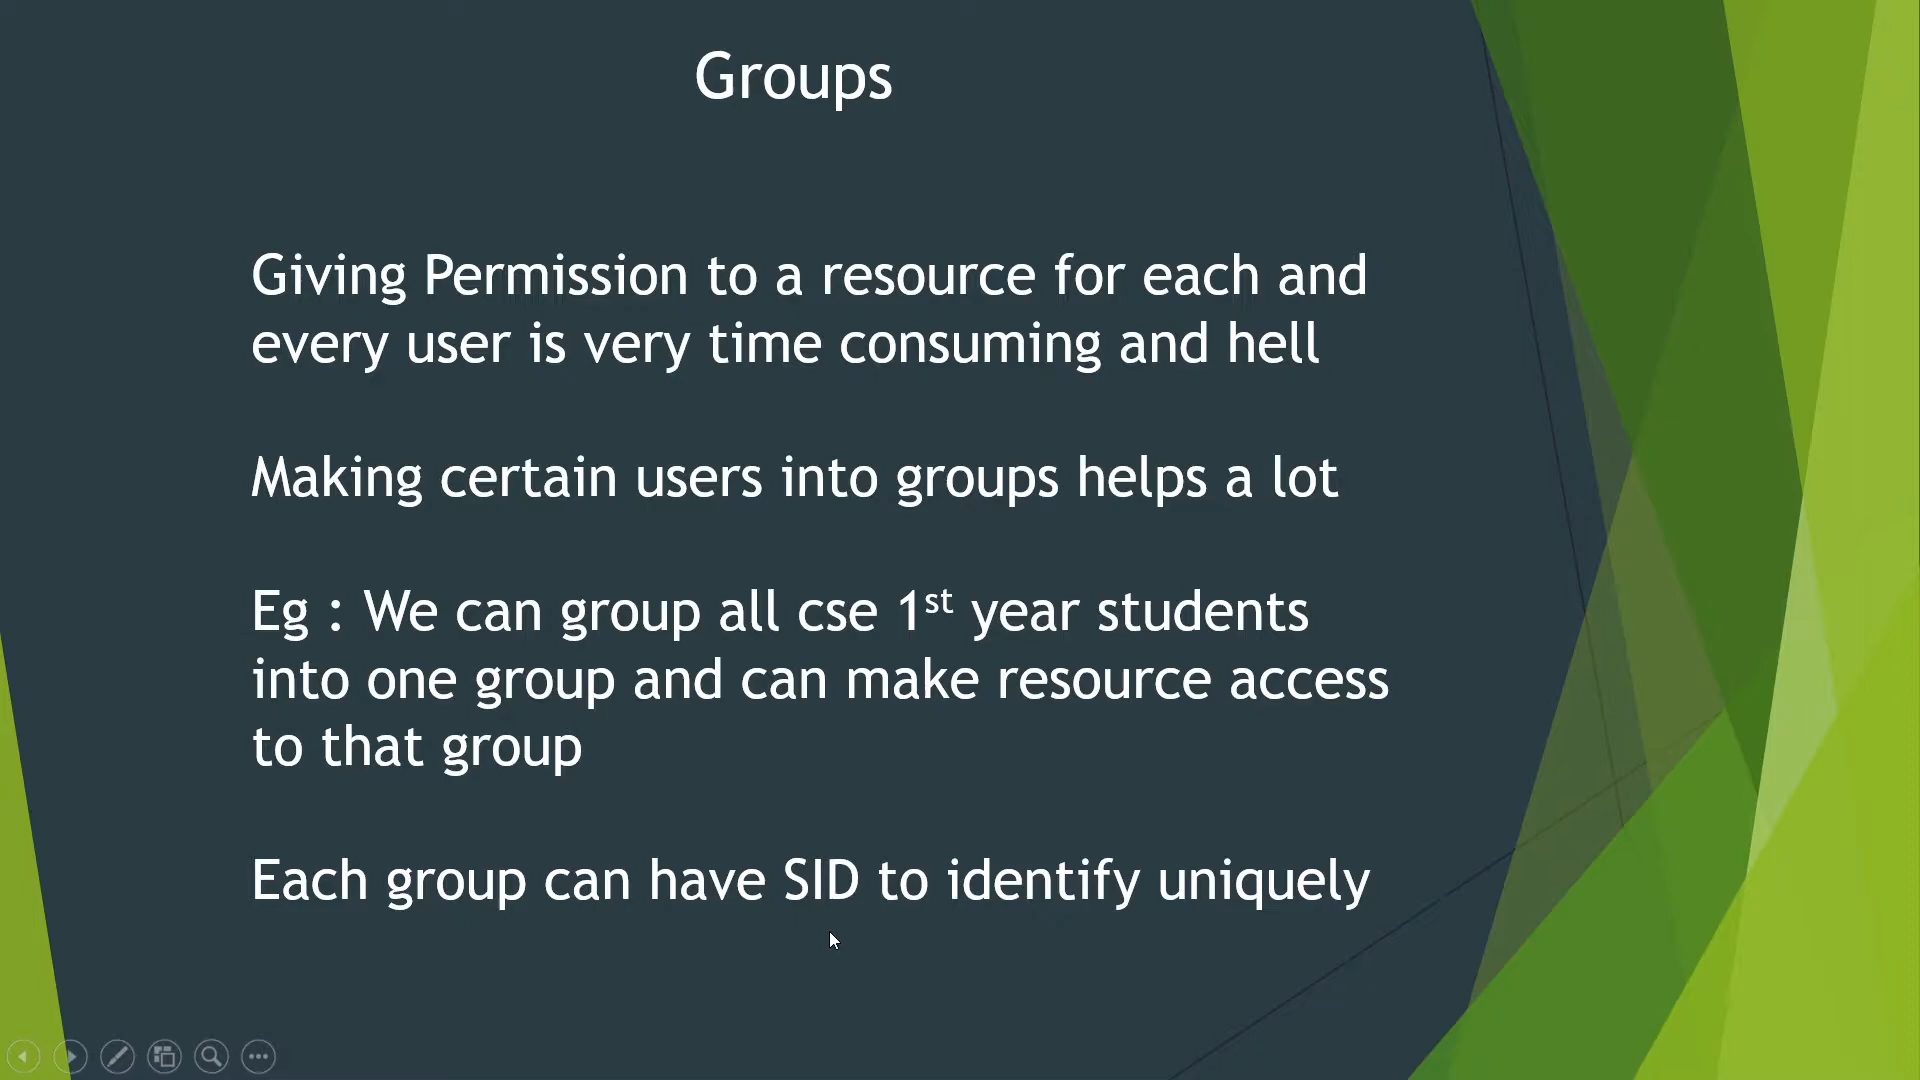 Groups
Giving Permission to a resource for each and
every user is very time consuming and hell
Making certain users into groups helps a lot
Eg : We can group all cse 1st year students
into one group and can make resource access
to that group
Each group can have SID to identify uniquely